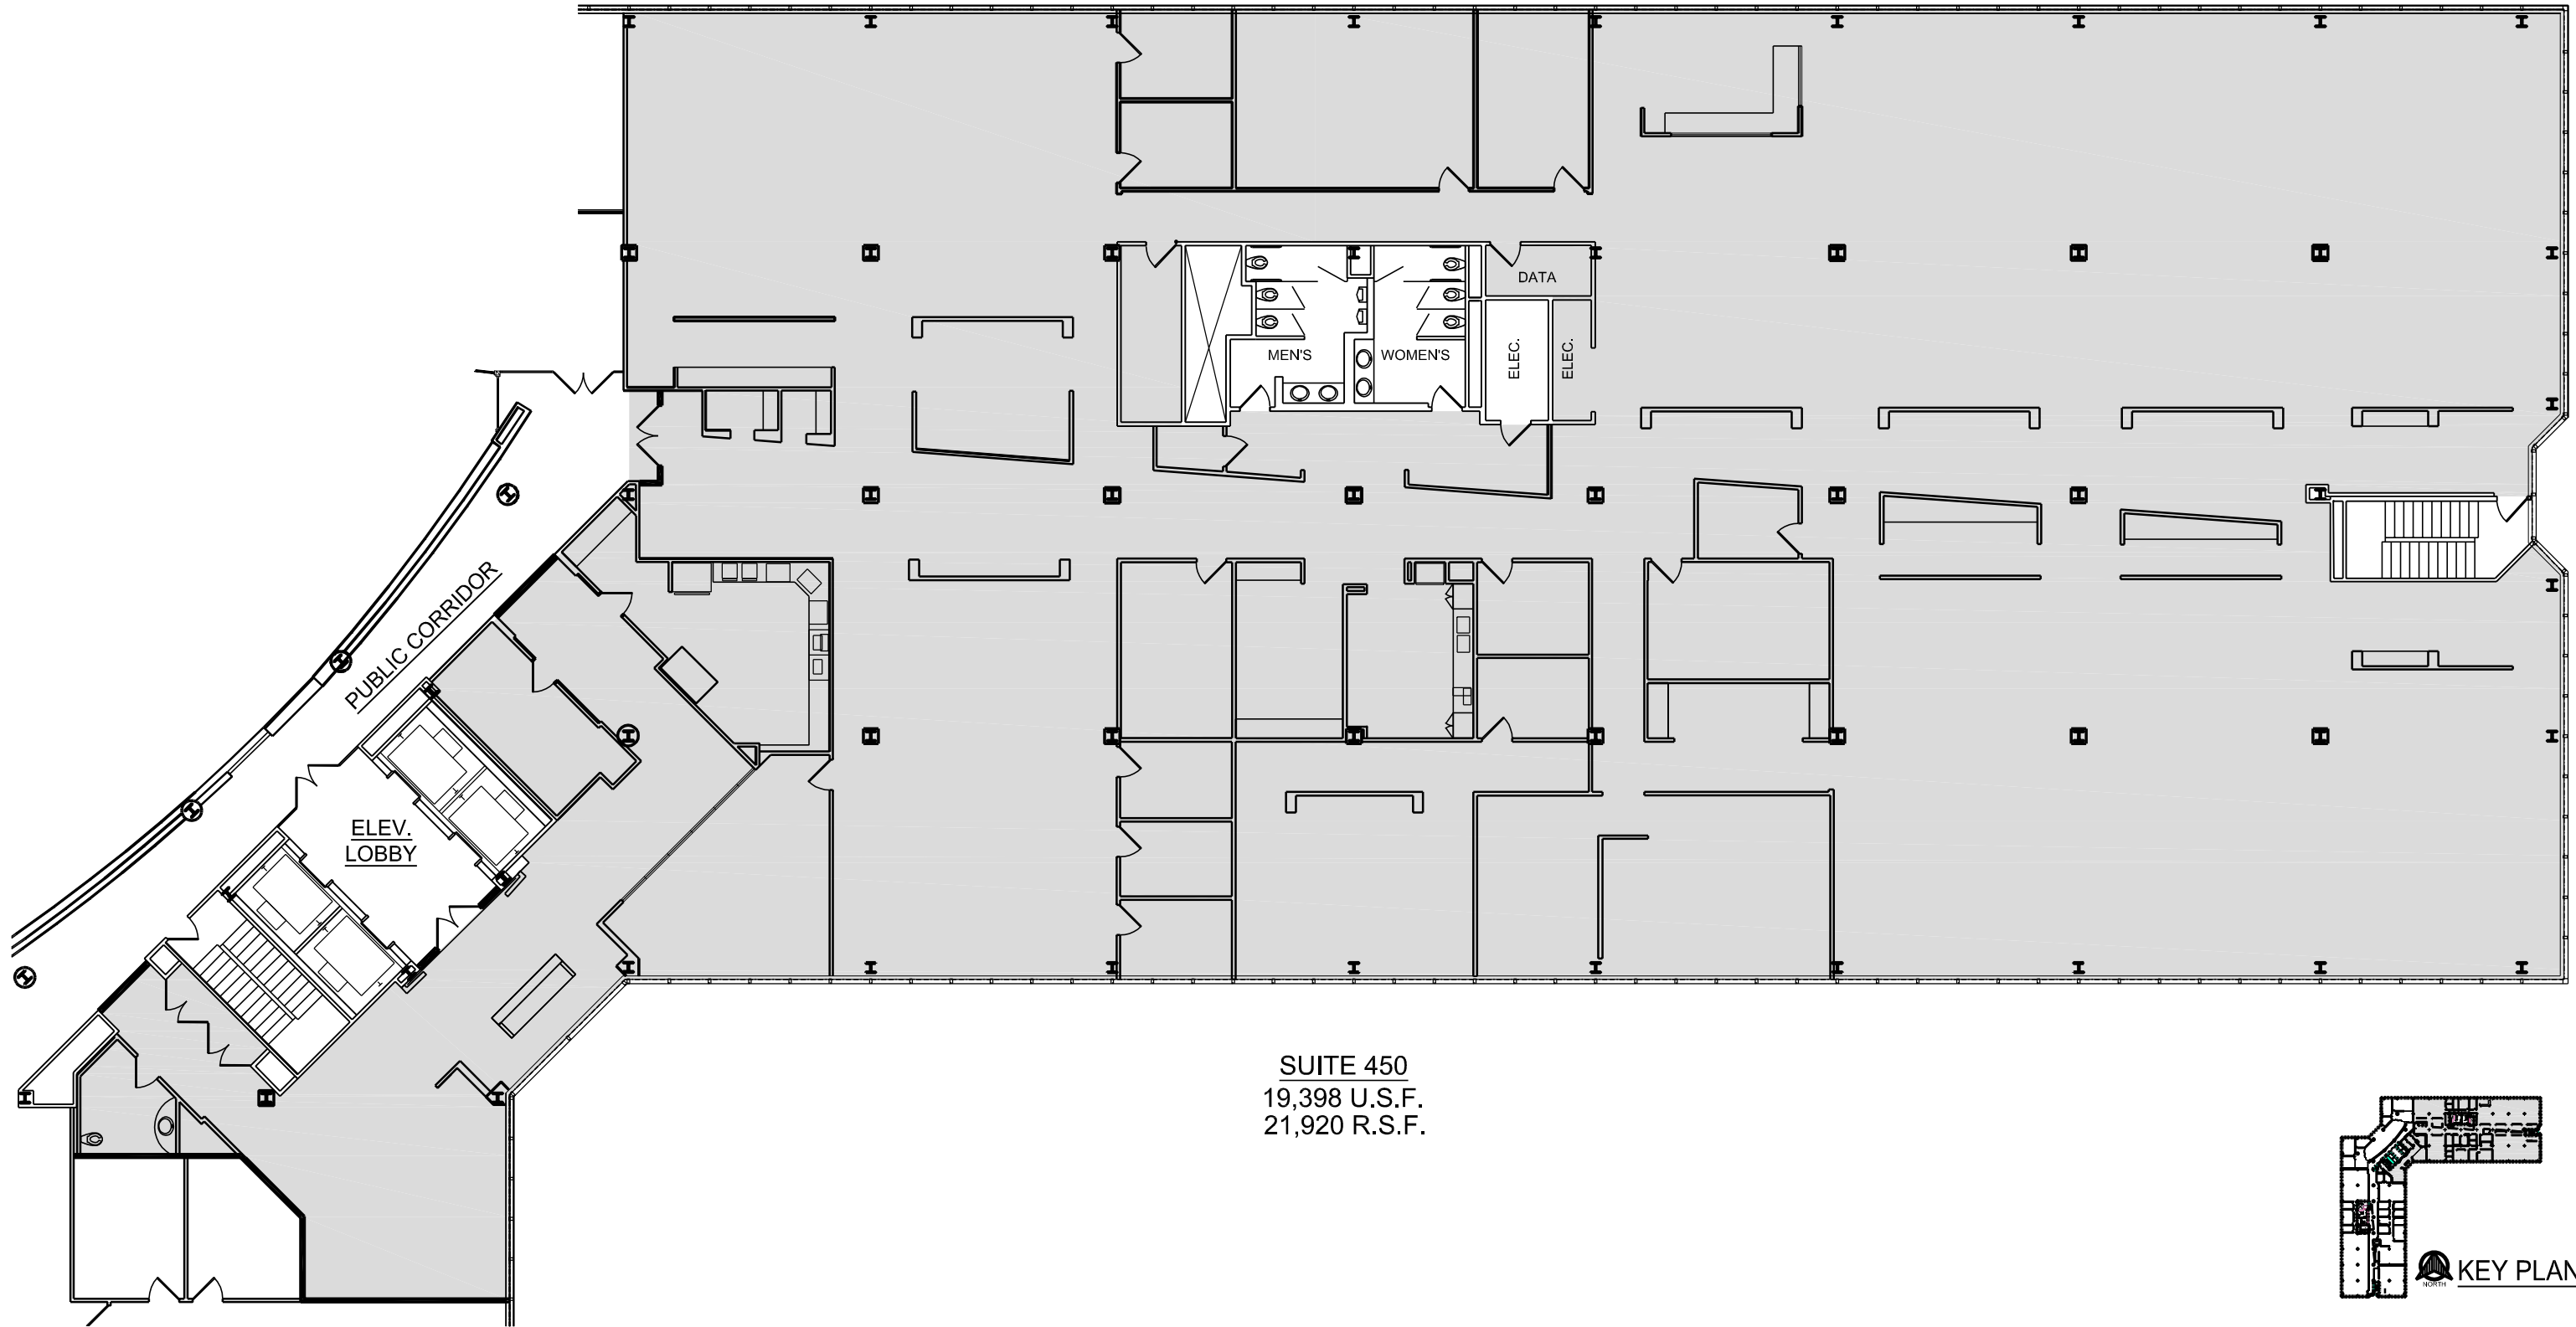 DATA
MEN'S
WOMEN'S
ELEC.
ELEC.
PUBLIC CORRIDOR
ELEV.
LOBBY
SUITE 450
19,398 U.S.F.
21,920 R.S.F.
NORTH
KEY PLAN